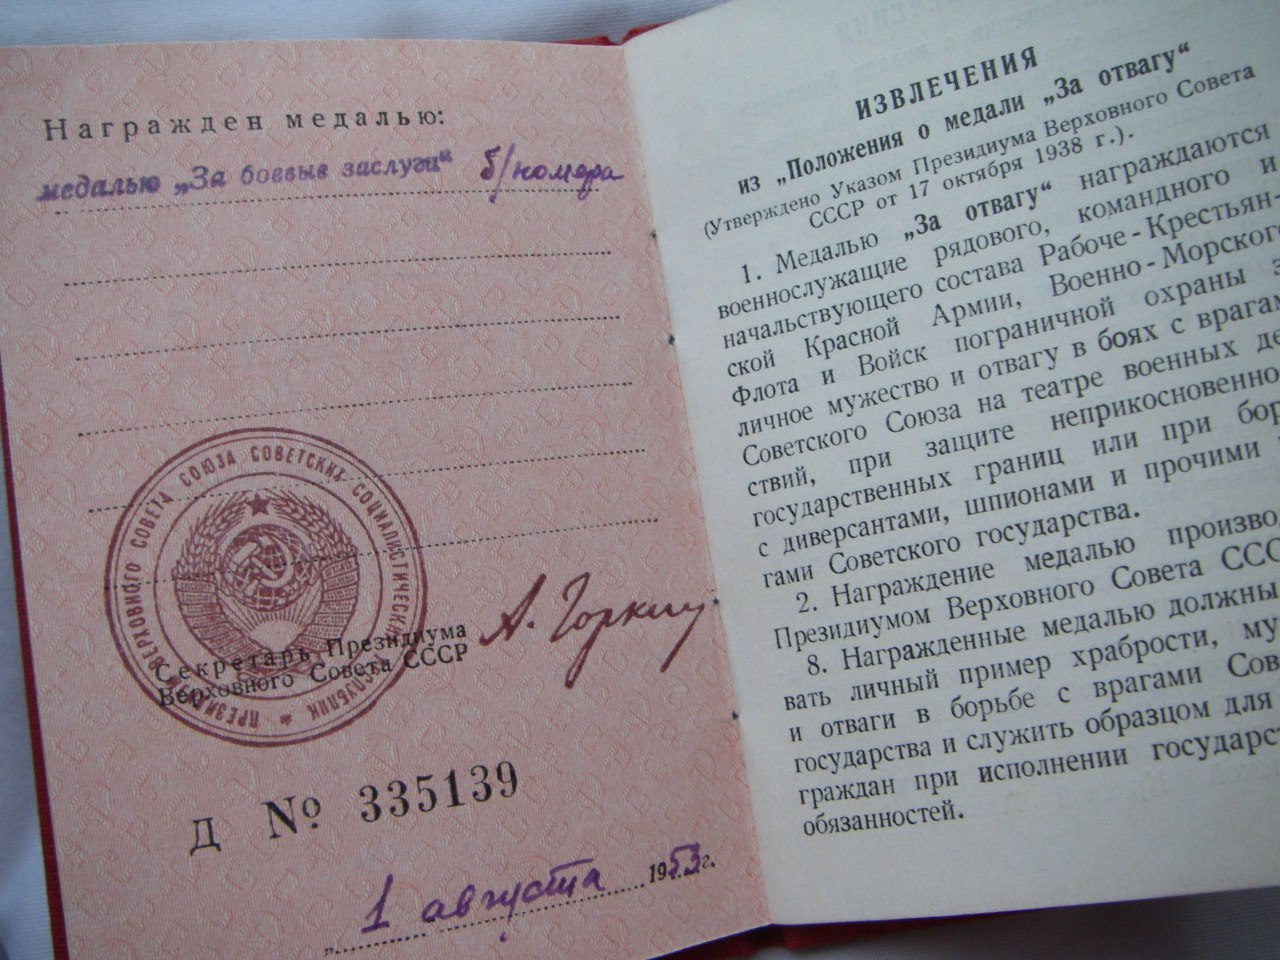 Награжден медалью:
медалью „За боевые заслуги“ б/номера
ПРЕЗИДИУМ ВЕРХОВНОГО СОВЕТА СОЮЗА СОВЕТСКИХ СОЦИАЛИСТИЧЕСКИХ РЕСПУБЛИК
Секретарь Президиума
Верховного Совета СССР
А. Горкин
Д № 335139
1 августа 1953 г.
ИЗВЛЕЧЕНИЯ
из „Положения о медали „За отвагу“
(Утверждено Указом Президиума Верховного Совета
СССР от 17 октября 1938 г.).
1. Медалью „За отвагу“ награждаются
военнослужащие рядового, командного и
начальствующего состава Рабоче-Крестьян-
ской Красной Армии, Военно-Морского
Флота и Войск пограничной охраны з
личное мужество и отвагу в боях с врагам
Советского Союза на театре военных де
ствий, при защите неприкосновенно
государственных границ или при бор
с диверсантами, шпионами и прочими
гами Советского государства.
2. Награждение медалью произво
Президиумом Верховного Совета ССС
8. Награжденные медалью должны
вать личный пример храбрости, му
и отваги в борьбе с врагами Сов
государства и служить образцом для
граждан при исполнении государст
обязанностей.